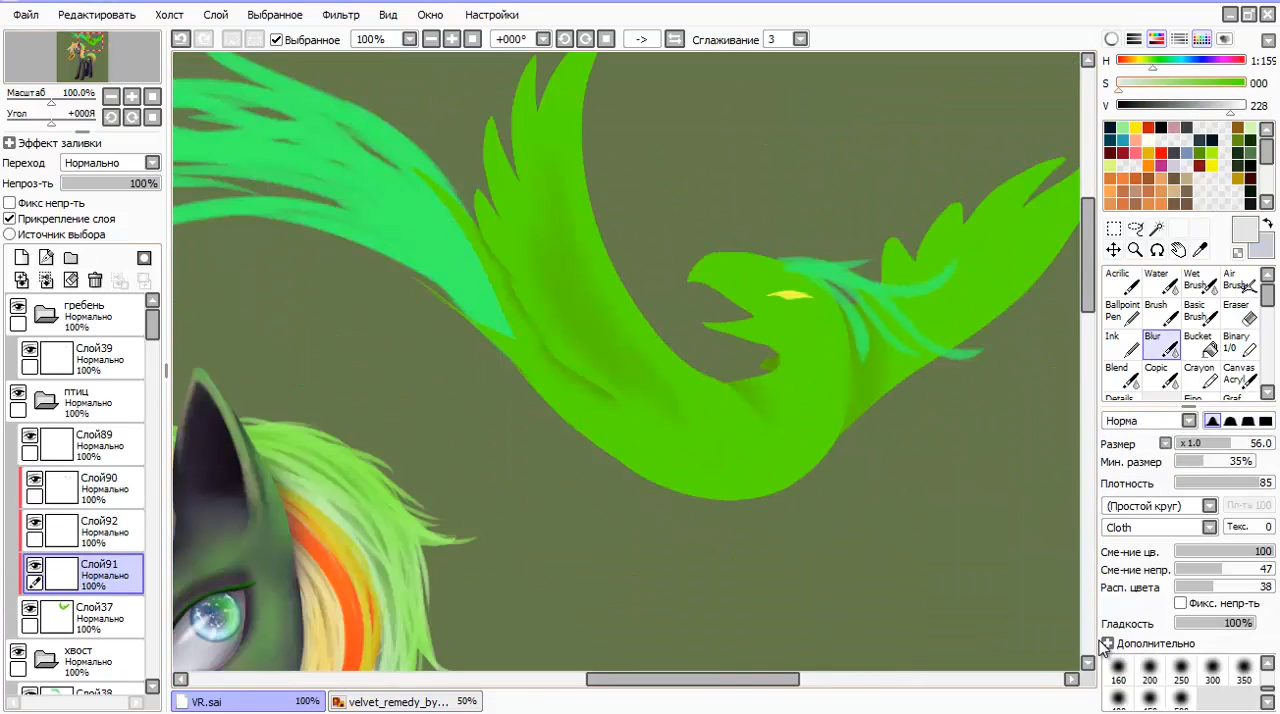 Файл Редактировать Холст Слой Выбранное Фильтр Вид Окно Настройки
Выбранное 100% +000° -> Сглаживание 3
Масштаб 100.0%
Угол +000Я
Эффект заливки
Переход Нормально
Непроз-ть 100%
Фикс непр-ть
Прикрепление слоя
Источник выбора
гребень
Нормально
100%
Слой39
Нормально
100%
птиц
Нормально
100%
Слой89
Нормально
100%
Слой90
Нормально
100%
Слой92
Нормально
100%
Слой91
Нормально
100%
Слой37
Нормально
100%
хвост
Нормально
100%
VR.sai 100%
velvet_remedy_by... 50%
H 1:159
S 000
V 228
Acrilic Water Wet Brush Air Brush
Ballpoint Pen Brush Basic Brush Eraser
Ink Blur Bucket Binary 1/0
Blend Copic Crayon Canvas Acryl
Details
Норма
Размер x 1.0 56.0
Мин. размер 35%
Плотность 85
(Простой круг) Пл-т= 100
Cloth Текс. 0
Сме-ние цв. 100
Сме-ние непр. 47
Расп. цвета 38
Фикс. непр-ть
Гладкость 100%
Дополнительно
160 200 250 300 350